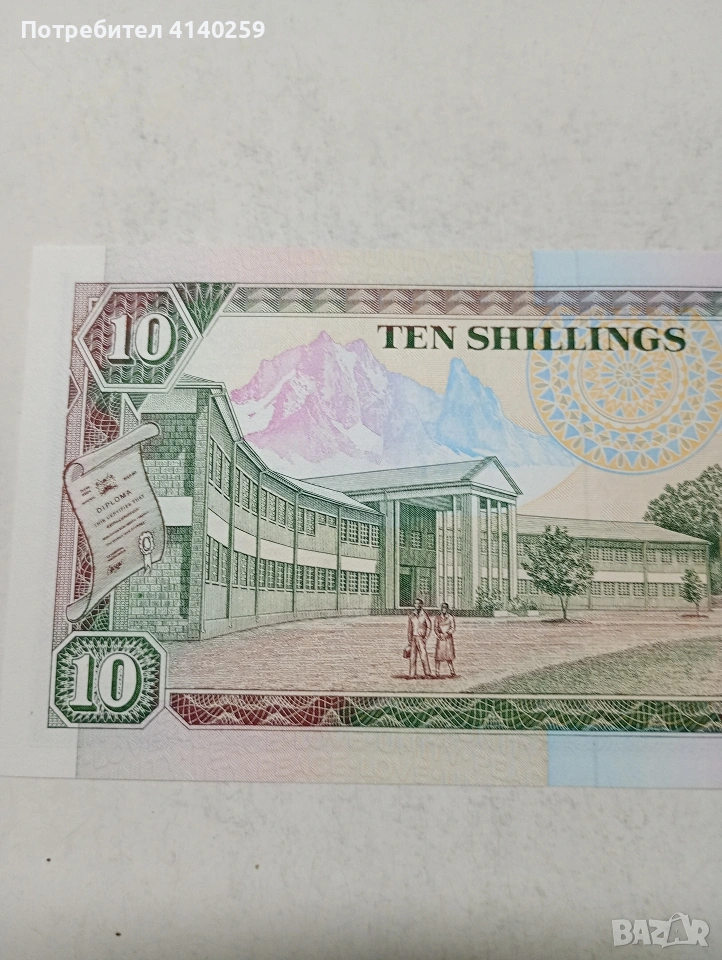 Потребител 4140259
10
TEN SHILLINGS
DIPLOMA
THIS CERTIFIES THAT
10
BAZAR